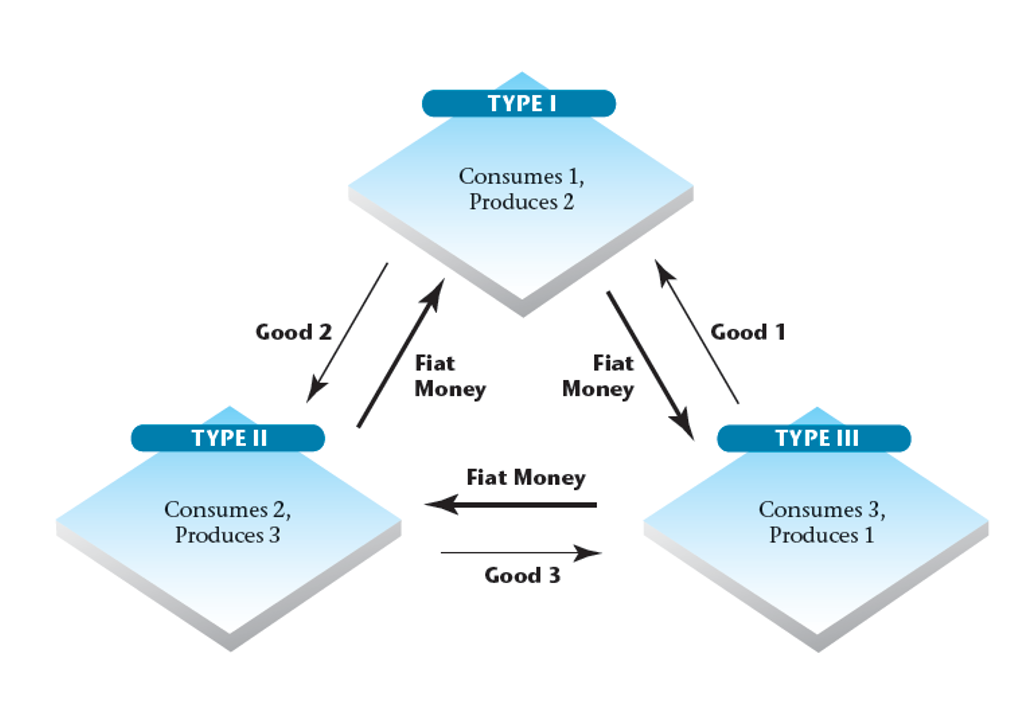 TYPE I
Consumes 1,
Produces 2
Good 2
Good 1
Fiat
Money
Fiat
Money
TYPE II
TYPE III
Fiat Money
Consumes 2,
Produces 3
Consumes 3,
Produces 1
Good 3